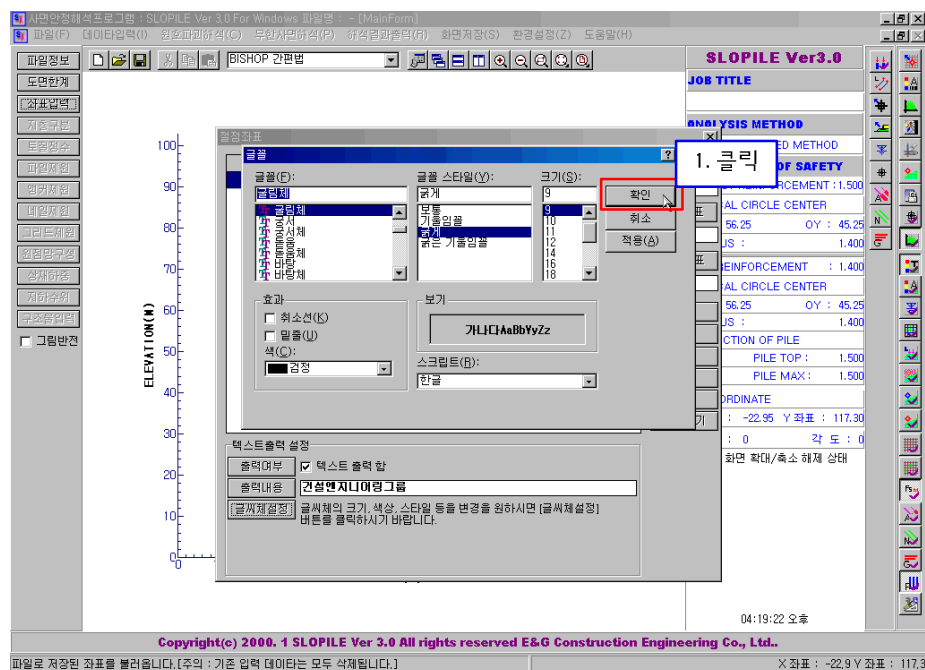 사면안정해석프로그램 : SLOPILE Ver 3.0 For Windows 파일명 : - [MainForm]
파일(F) 데이타입력(I) 원호파괴해석(C) 무한사면해석(P) 해석결과출력(R) 화면저장(S) 환경설정(Z) 도움말(H)
파일정보
BISHOP 간편법
SLOPILE Ver3.0
도면한계
JOB TITLE
좌표입력
지층구분
ANALYSIS METHOD
토질정수
ED METHOD
파일제원
OF SAFETY
앵커제원
RCEMENT : 1.500
네일제원
AL CIRCLE CENTER
그리드제원
56.25 OY : 45.25
원점망구성
US : 1.400
상재하중
EINFORCEMENT : 1.400
지하수위
AL CIRCLE CENTER
구조물입력
56.25 OY : 45.25
그림반전
US : 1.400
CTION OF PILE
PILE TOP : 1.500
PILE MAX : 1.500
ORDINATE
: -22.95 Y 좌표 : 117.30
: 0 각 도 : 0
화면 확대/축소 해제 상태
04:19:22 오후
ELEVATION(M)
100
90
80
70
60
50
40
30
20
10
0
0
절점좌표
글꼴
글꼴(F):
굴림체
굴림체
궁서
궁서체
돋움
돋움체
바탕
바탕체
글꼴 스타일(Y):
굵게
보통
기울임꼴
굵게
굵은 기울임꼴
크기(S):
9
9
10
11
12
14
16
18
확인
취소
적용(A)
1. 클릭
효과
취소선(K)
밑줄(U)
색(C):
검정
보기
가나다AaBbYyZz
스크립트(R):
한글
표
표
기
텍스트출력 설정
출력여부 텍스트 출력 함
출력내용 건설엔지니어링그룹
글씨체설정 글씨체의 크기, 색상, 스타일 등을 변경을 원하시면 [글씨체설정]
버튼를 클릭하시기 바랍니다.
Copyright(c) 2000. 1 SLOPILE Ver 3.0 All rights reserved E&G Construction Engineering Co., Ltd..
파일로 저장된 좌표를 불러옵니다.[주의 : 기존 입력 데이타는 모두 삭제됩니다.]
X 좌표 : -22.9 Y 좌표 : 117.3